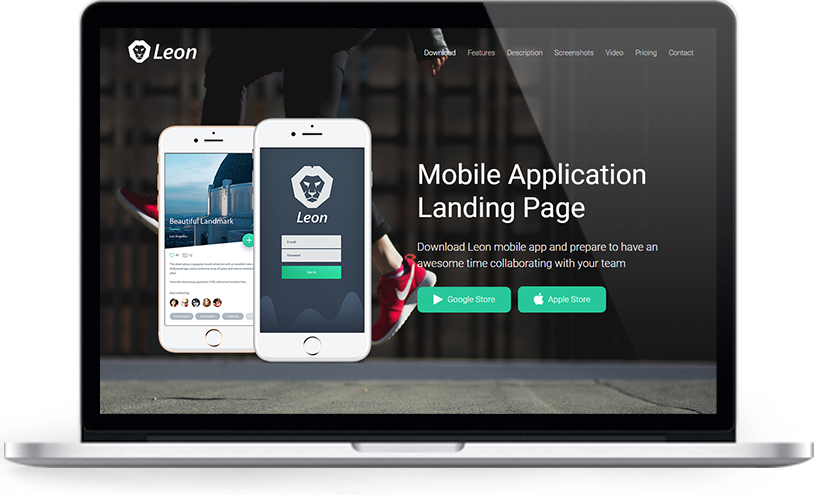 Leon
Download Features Description Screenshots Video Pricing Contact
Mobile Application
Landing Page
Download Leon mobile app and prepare to have an
awesome time collaborating with your team
Google Store
Apple Store
Beautiful Landmark
Los Angeles
Leon
E-mail
Password
Sign In